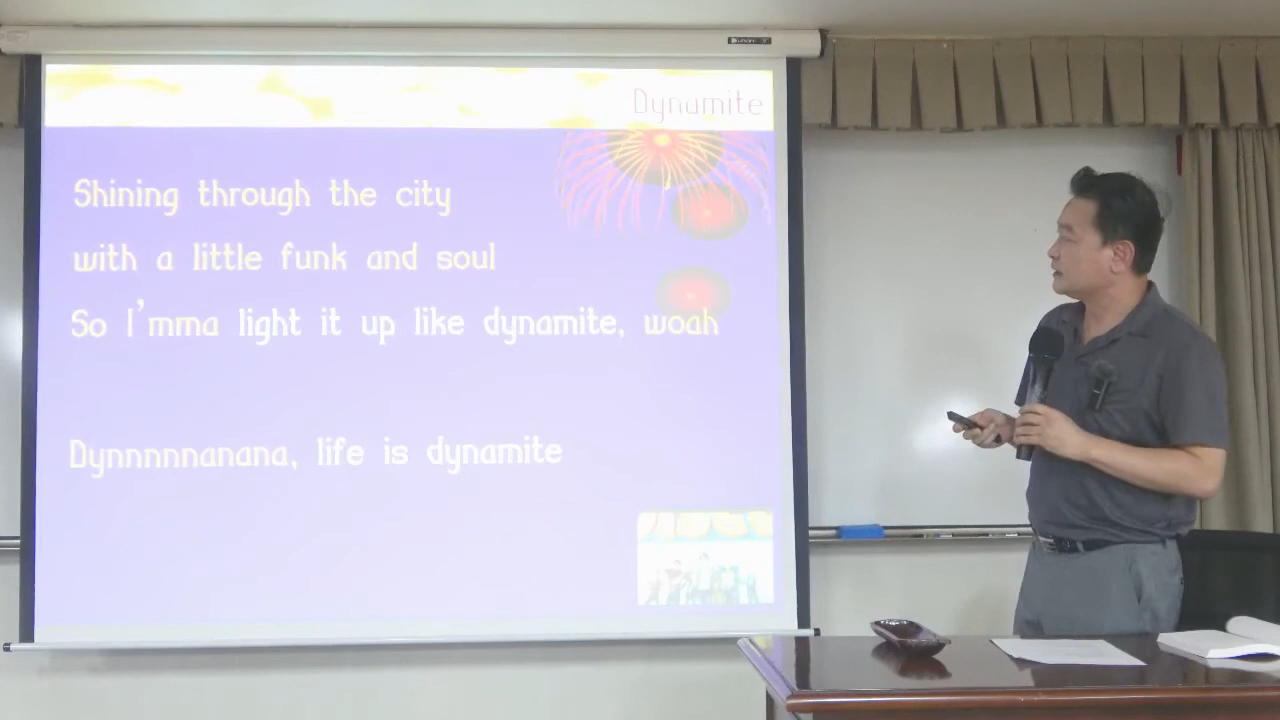 Dynamite
Shining through the city
with a little funk and soul
So I'mma light it up like dynamite, woah
Dynnnnnanana, life is dynamite